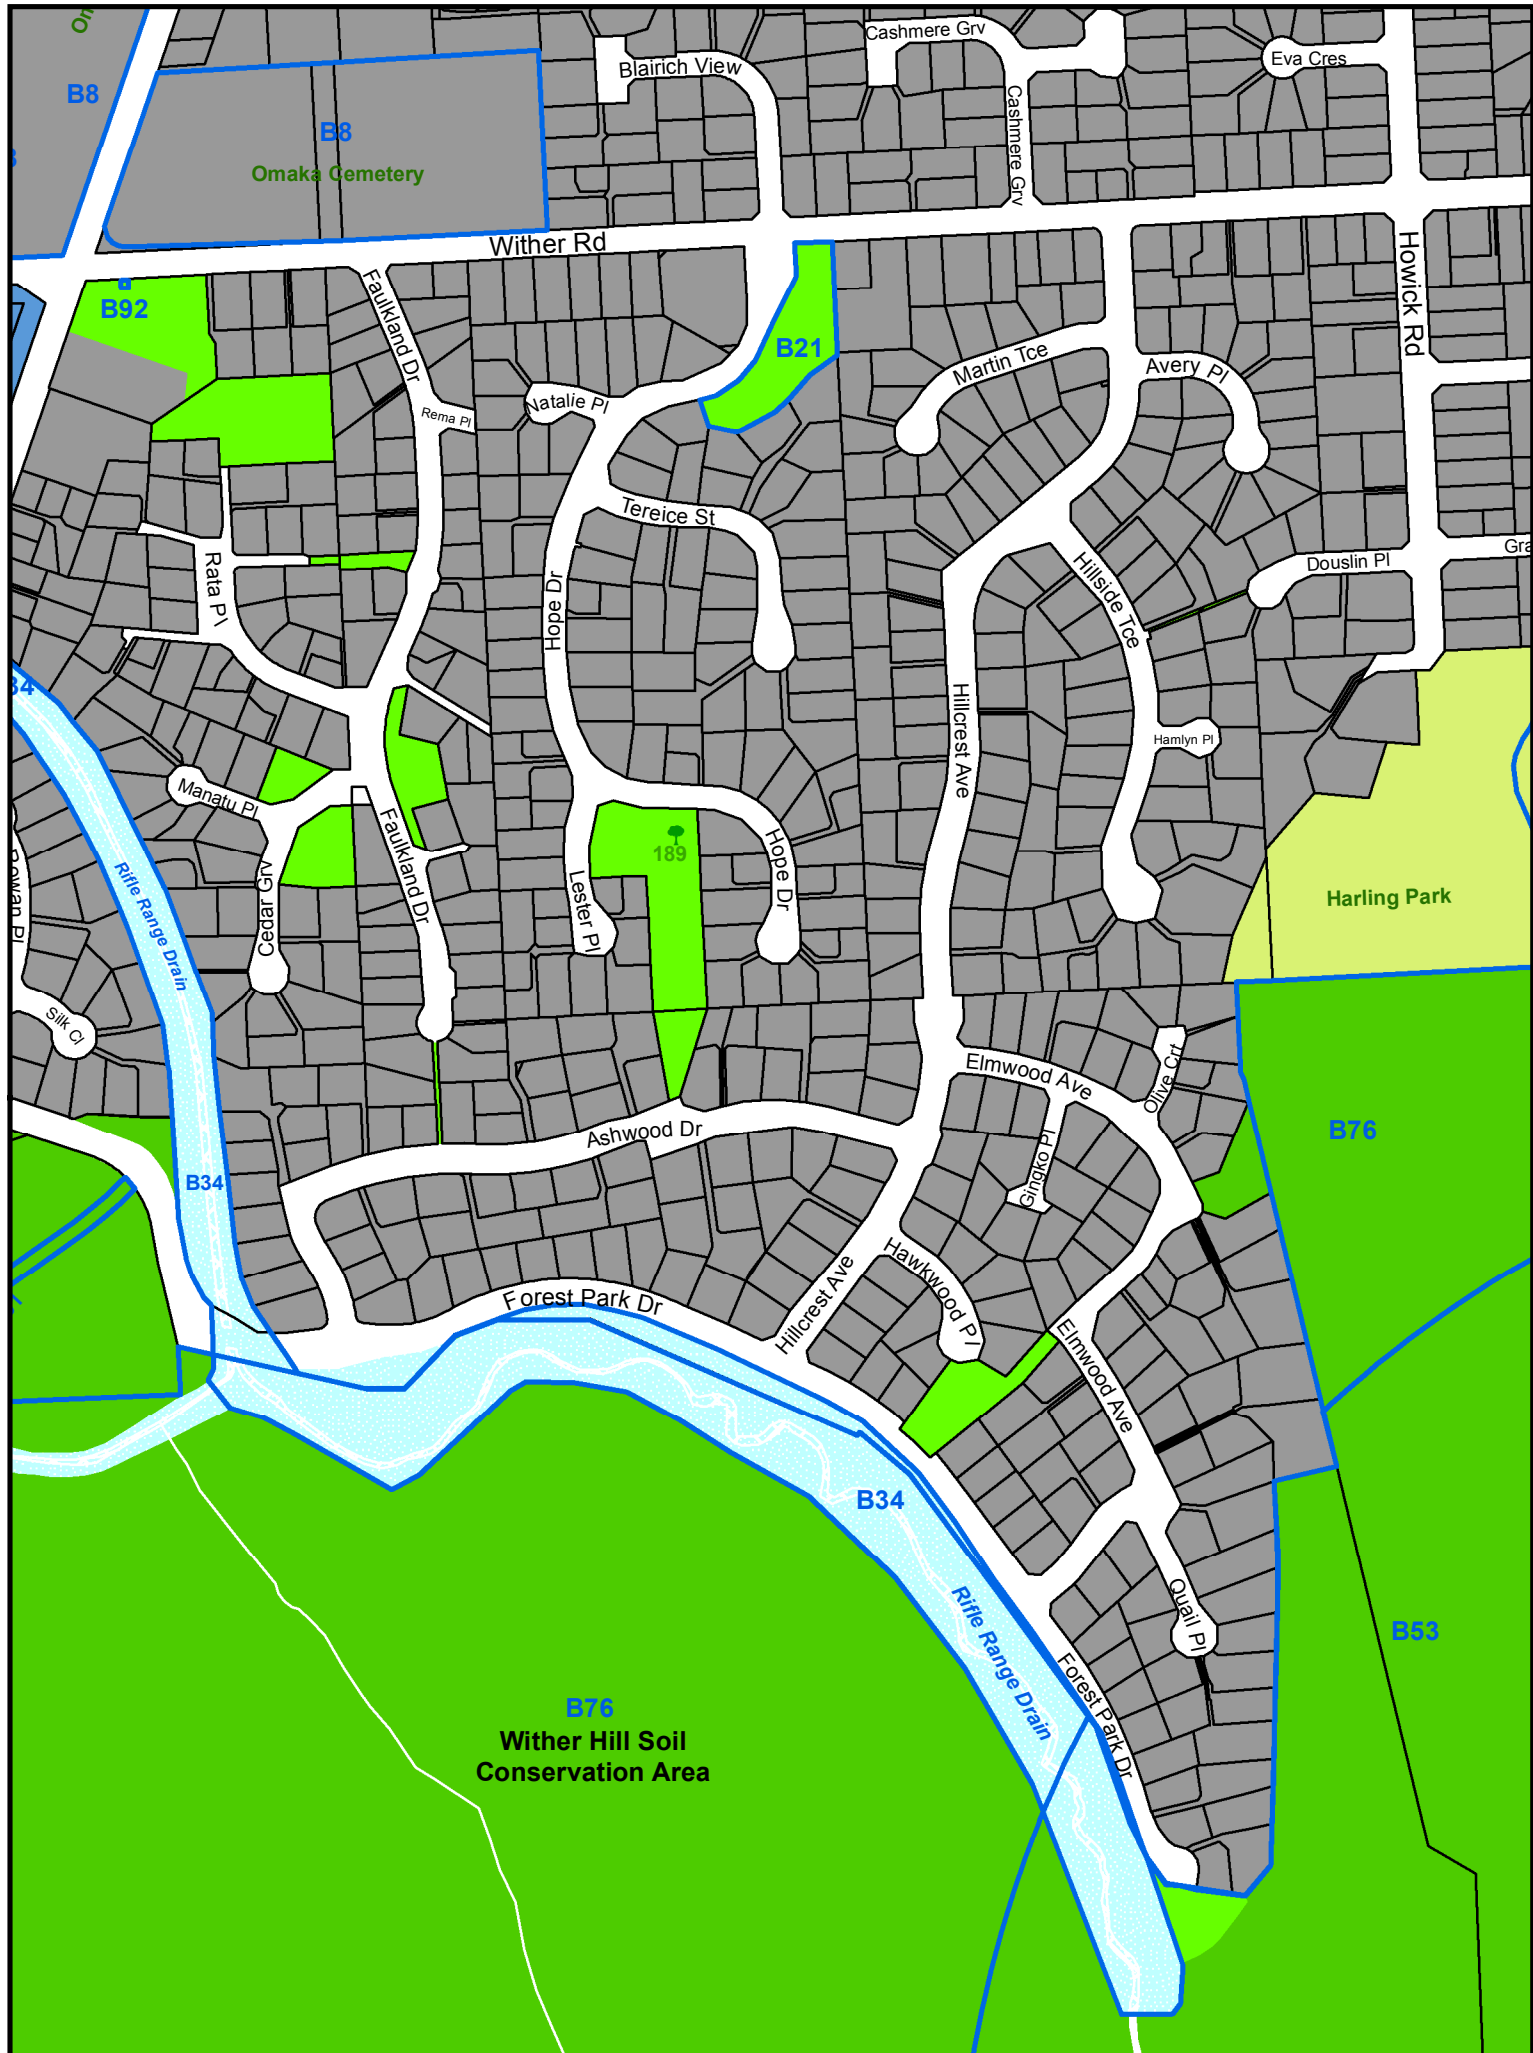 Cashmere Grv
Blairich View
Eva Cres
B8
B8
Omaka Cemetery
Cashmere Grv
Wither Rd
Howick Rd
B92
Faulkland Dr
B21
Martin Tce
Avery Pl
Natalie Pl
Rema Pl
Tereice St
Rata Pl
Hope Dr
Hillside Tce
Douslin Pl
Gra
34
Hillcrest Ave
Hamlyn Pl
Manatu Pl
Faulkland Dr
189
Hope Dr
Rifle Range Drain
Rowan Pl
Cedar Grv
Lester Pl
Harling Park
Silk Cl
Elmwood Ave
Olive Crt
Ashwood Dr
B76
Gingko Pl
B34
Hawkwood Pl
Forest Park Dr
Hillcrest Ave
Elmwood Ave
B34
Rifle Range Drain
Quail Pl
B53
Forest Park Dr
B76
Wither Hill Soil
Conservation Area